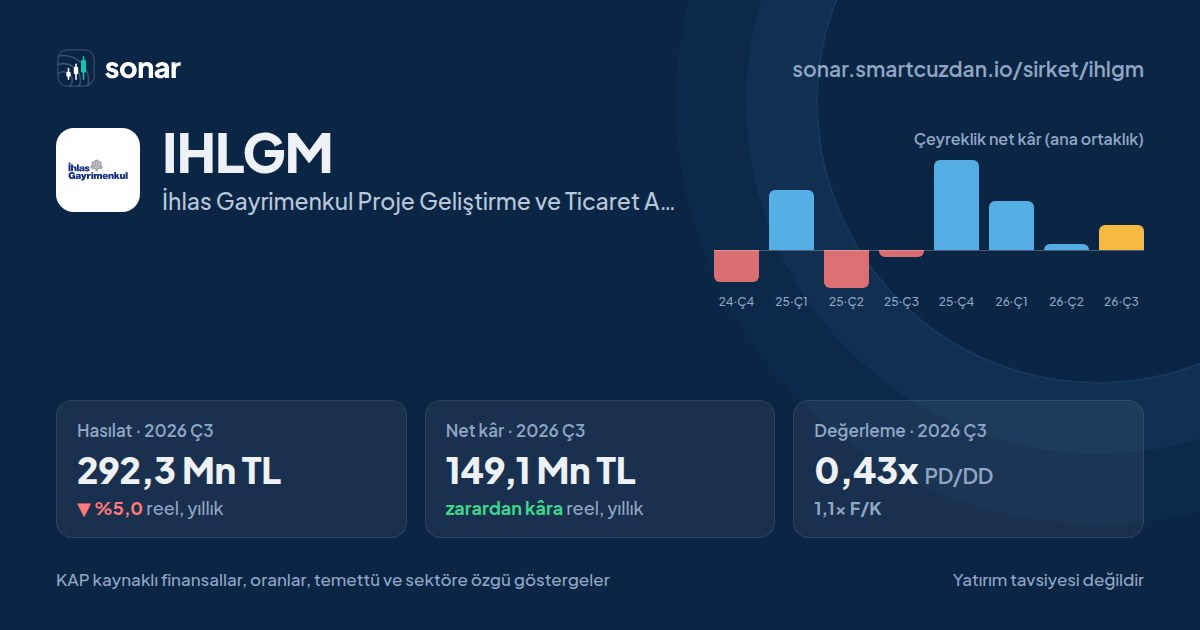 sonar
sonar.smartcuzdan.io/sirket/ihlgm
İhlas
Gayrimenkul
IHLGM
İhlas Gayrimenkul Proje Geliştirme ve Ticaret A...
Çeyreklik net kâr (ana ortaklık)
24·Ç4 25·Ç1 25·Ç2 25·Ç3 25·Ç4 26·Ç1 26·Ç2 26·Ç3
Hasılat · 2026 Ç3
292,3 Mn TL
▼ %5,0 reel, yıllık
Net kâr · 2026 Ç3
149,1 Mn TL
zarardan kâra reel, yıllık
Değerleme · 2026 Ç3
0,43x PD/DD
1,1× F/K
KAP kaynaklı finansallar, oranlar, temettü ve sektöre özgü göstergeler
Yatırım tavsiyesi değildir